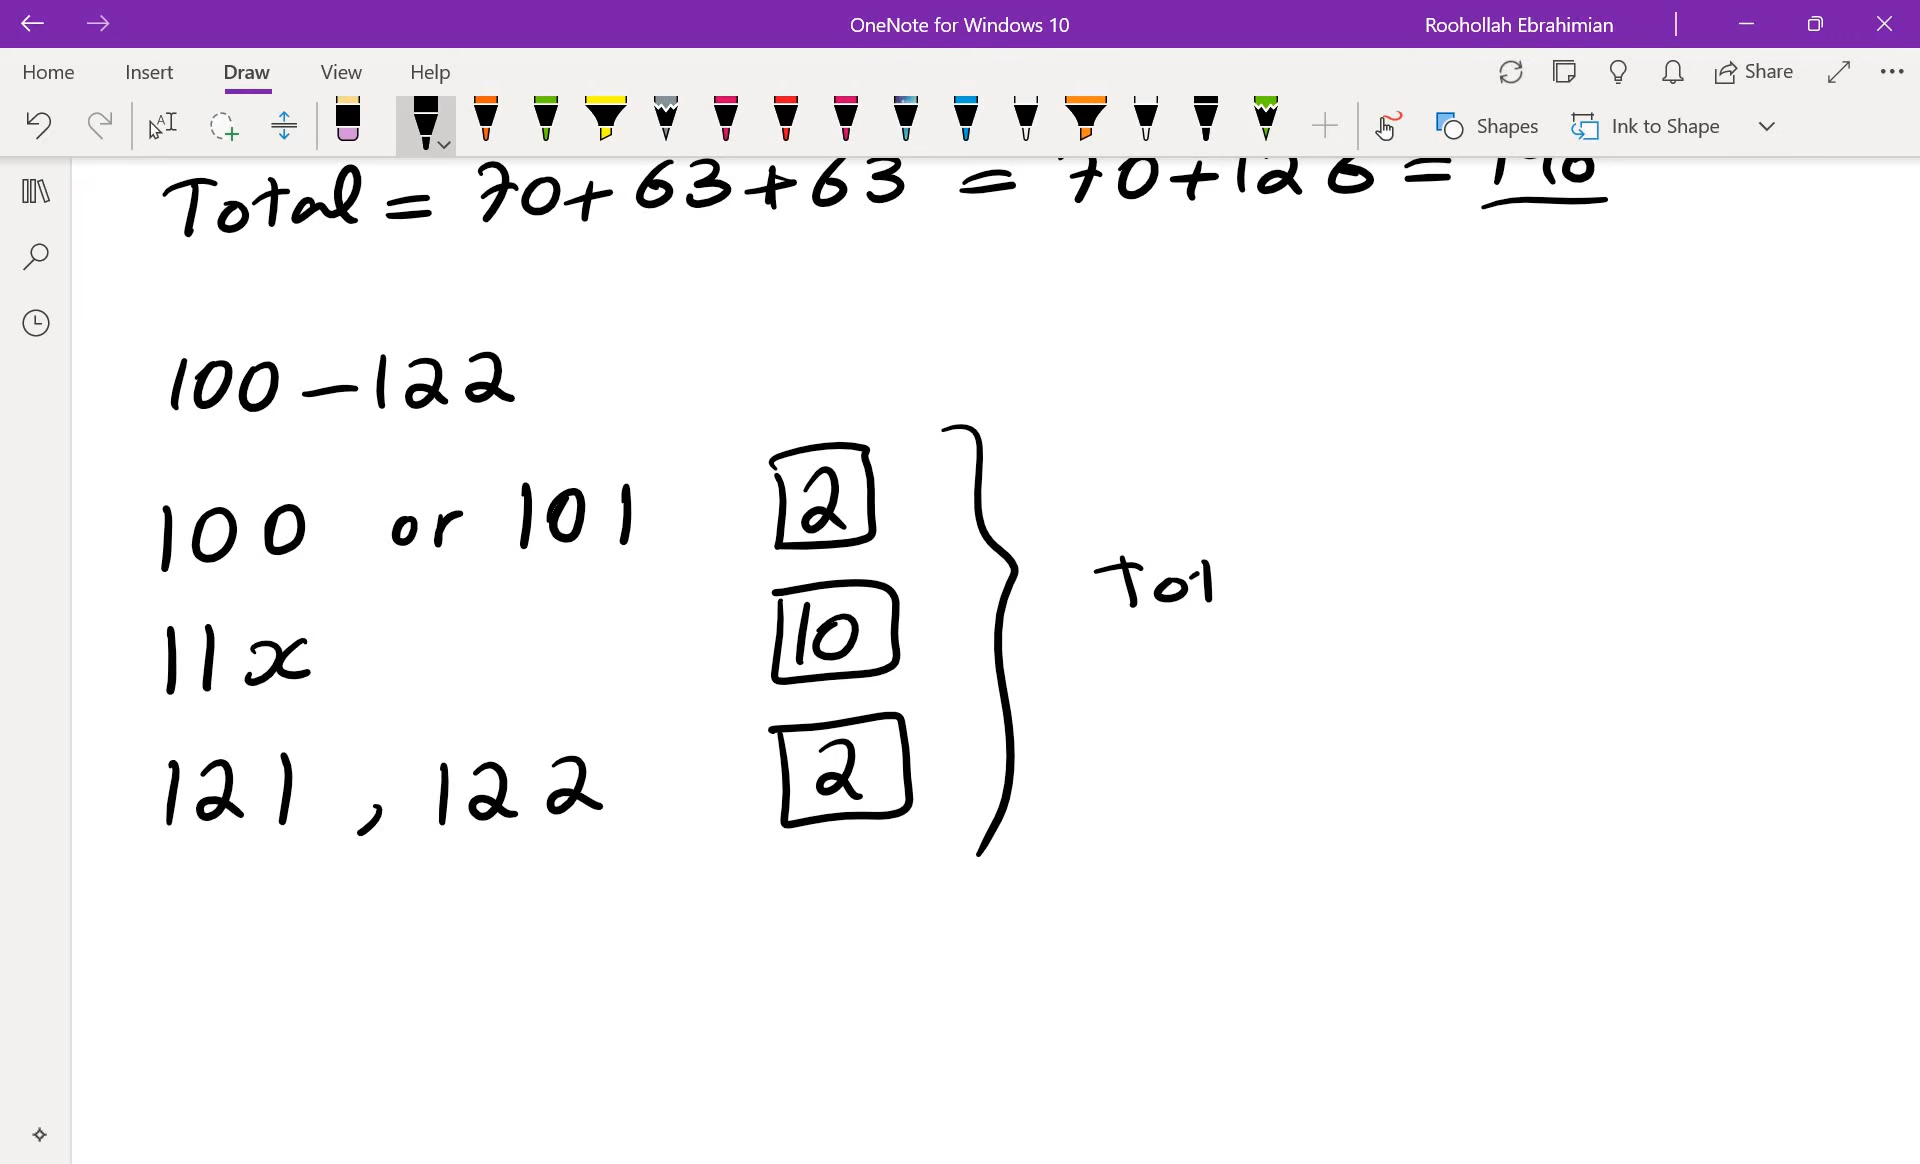 OneNote for Windows 10
Roohollah Ebrahimian
Home Insert Draw View Help
Share
Shapes Ink to Shape
Total = 70 + 63 + 63 = 70 + 126 =
100 – 122
100 or 101 2
Tot
11x 10
121 , 122 2